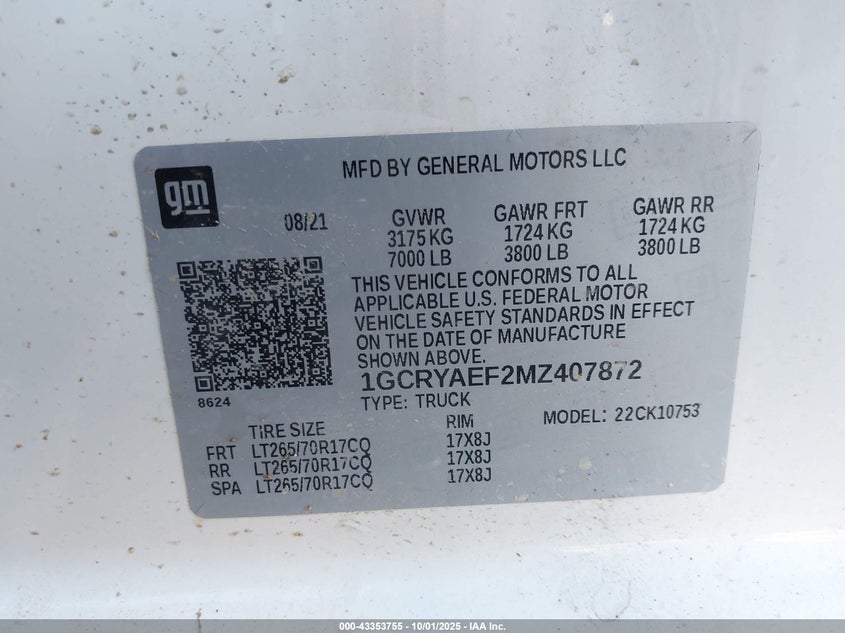 gm
MFD BY GENERAL MOTORS LLC
08/21
GVWR
3175 KG
7000 LB
GAWR FRT
1724 KG
3800 LB
GAWR RR
1724 KG
3800 LB
THIS VEHICLE CONFORMS TO ALL
APPLICABLE U.S. FEDERAL MOTOR
VEHICLE SAFETY STANDARDS IN EFFECT
ON THE DATE OF MANUFACTURE
SHOWN ABOVE.
8624
1GCRYAEF2MZ407872
TYPE: TRUCK
MODEL: 22CK10753
TIRE SIZE RIM
FRT LT265/70R17CQ 17X8J
RR LT265/70R17CQ 17X8J
SPA LT265/70R17CQ 17X8J
000-43353755 - 10/01/2025 - IAA Inc.